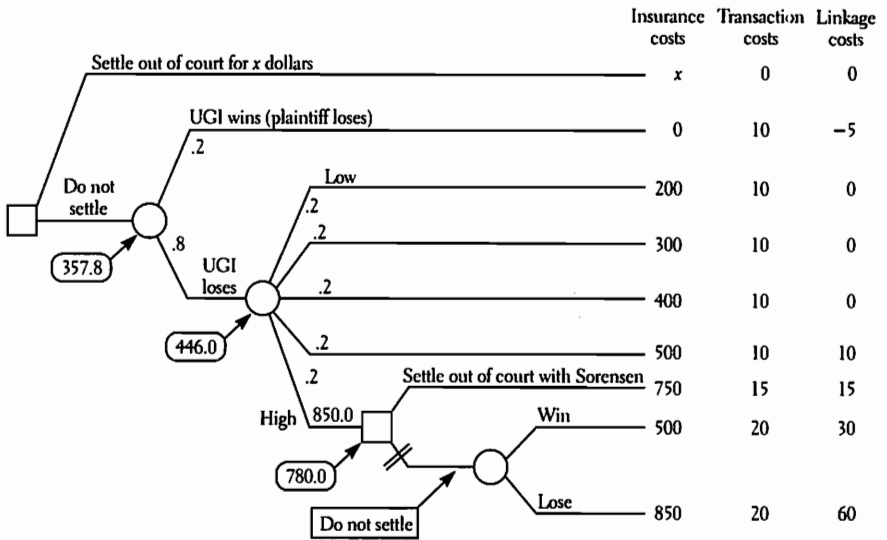 Insurance Transaction Linkage
costs costs costs
Settle out of court for x dollars
x 0 0
UGI wins (plaintiff loses)
0 10 −5
.2
Do not
settle
Low
200 10 0
.2
.2
300 10 0
.8
357.8
UGI
loses
.2
400 10 0
446.0
.2
500 10 10
.2
Settle out of court with Sorensen
750 15 15
High 850.0
Win
500 20 30
780.0
Do not settle
Lose
850 20 60